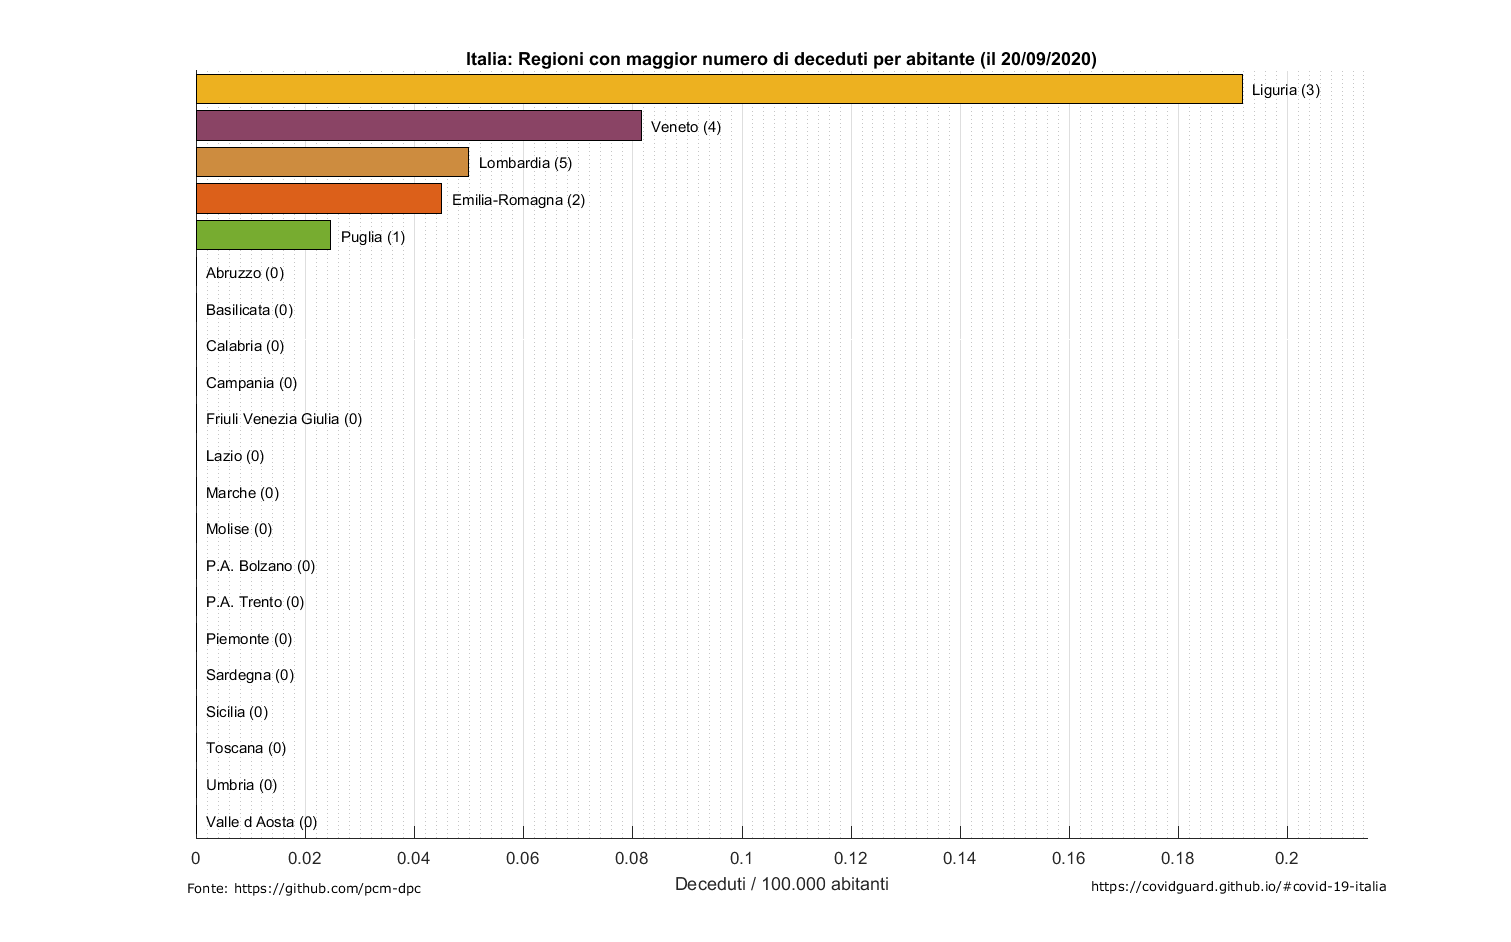 Italia: Regioni con maggior numero di deceduti per abitante (il 20/09/2020)
Liguria (3)
Veneto (4)
Lombardia (5)
Emilia-Romagna (2)
Puglia (1)
Abruzzo (0)
Basilicata (0)
Calabria (0)
Campania (0)
Friuli Venezia Giulia (0)
Lazio (0)
Marche (0)
Molise (0)
P.A. Bolzano (0)
P.A. Trento (0)
Piemonte (0)
Sardegna (0)
Sicilia (0)
Toscana (0)
Umbria (0)
Valle d Aosta (0)
0 0.02 0.04 0.06 0.08 0.1 0.12 0.14 0.16 0.18 0.2
Deceduti / 100.000 abitanti
Fonte: https://github.com/pcm-dpc
https://covidguard.github.io/#covid-19-italia